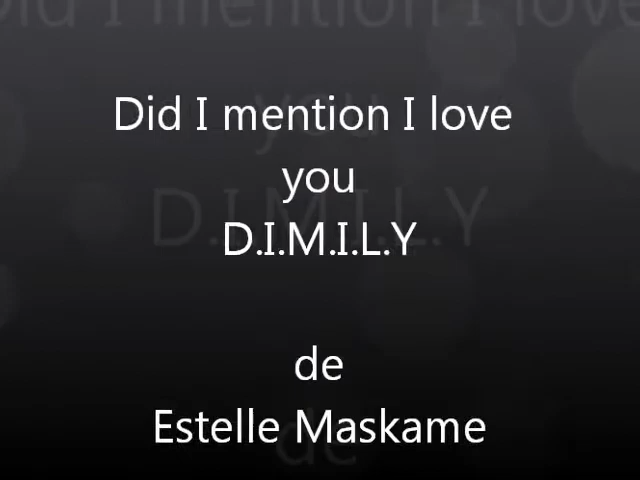 Did I mention I love
you
D.I.M.I.L.Y
de
Estelle Maskame